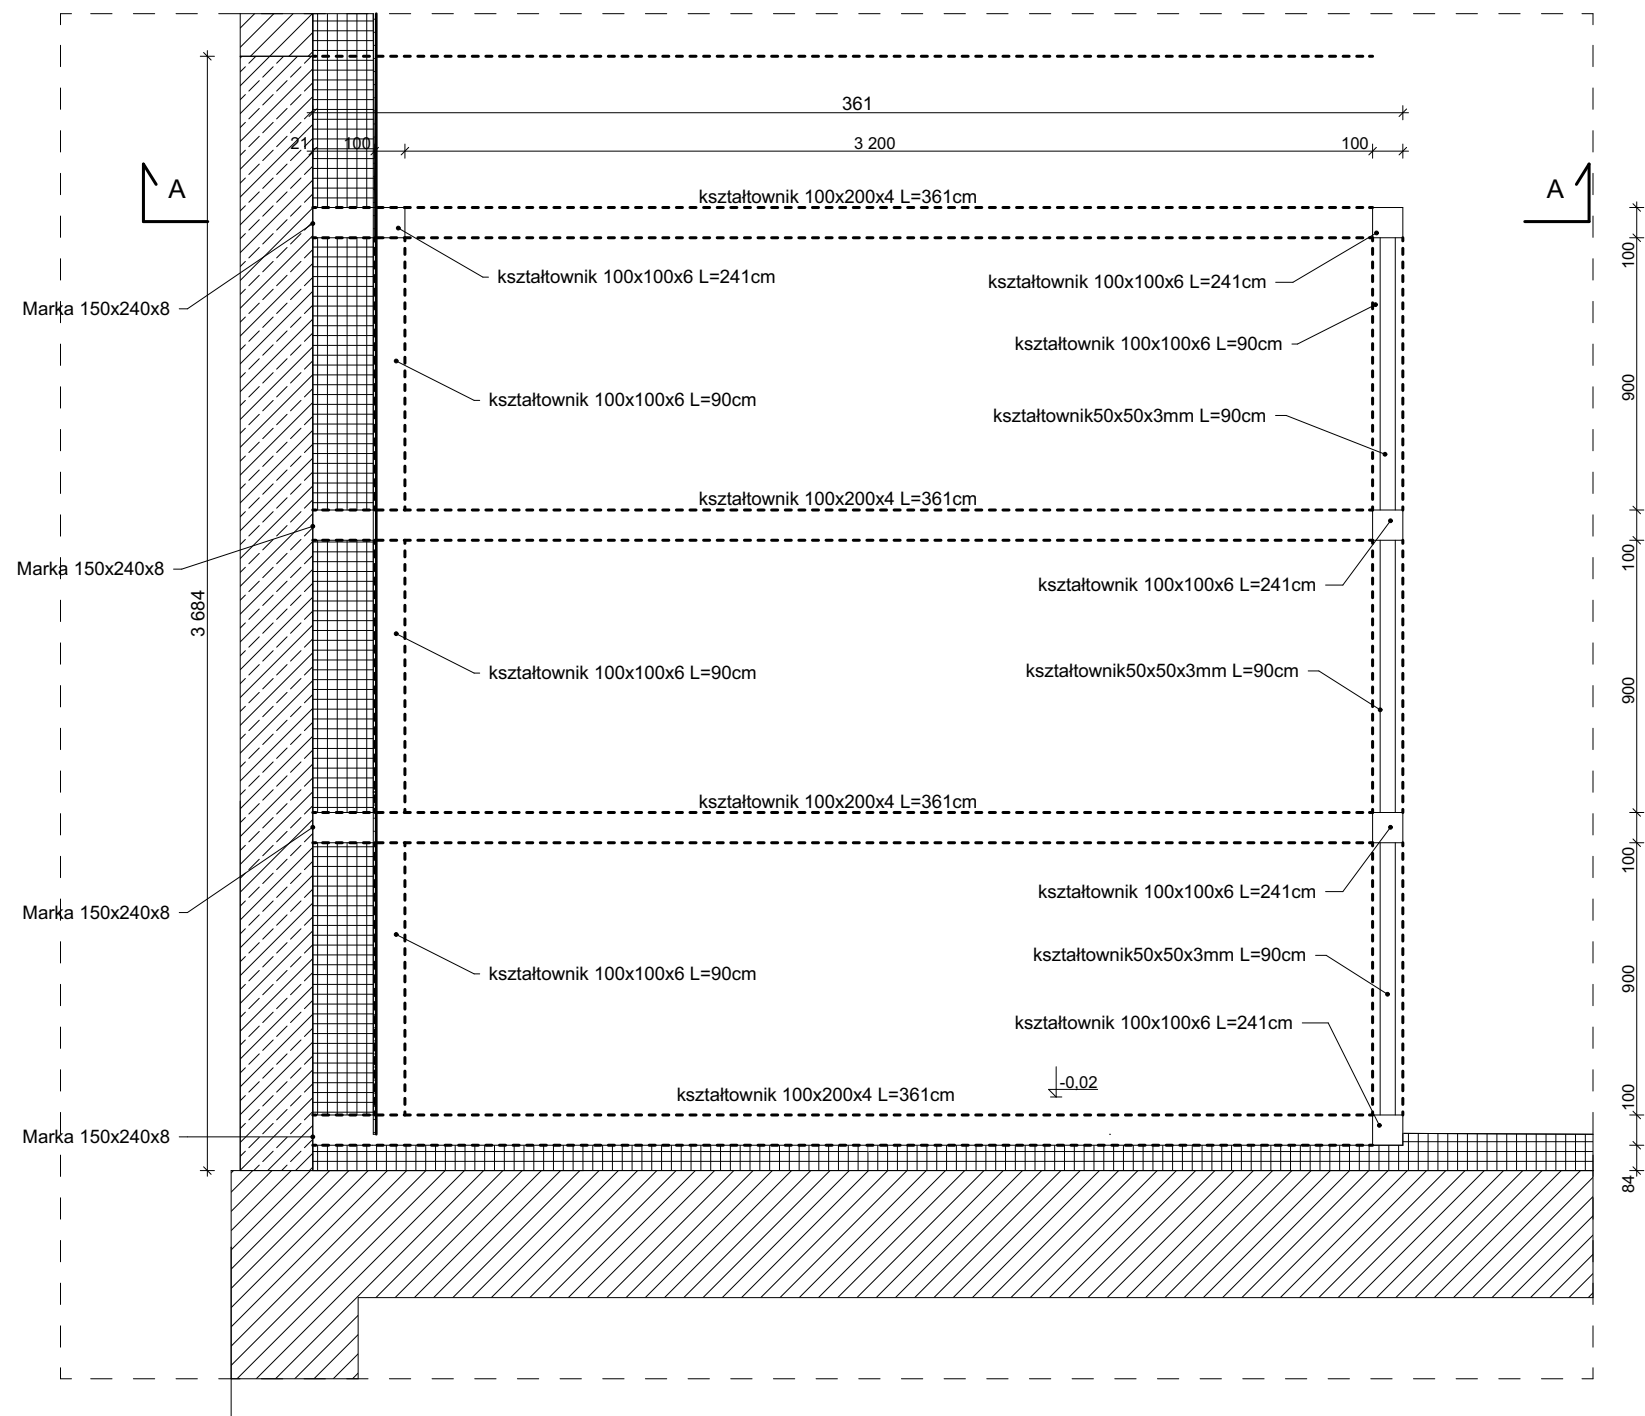 361
21
100
3 200
100
A
A
kształtownik 100x200x4 L=361cm
kształtownik 100x100x6 L=241cm
kształtownik 100x100x6 L=241cm
100
Marka 150x240x8
kształtownik 100x100x6 L=90cm
kształtownik 100x100x6 L=90cm
900
kształtownik50x50x3mm L=90cm
kształtownik 100x200x4 L=361cm
100
Marka 150x240x8
kształtownik 100x100x6 L=241cm
3 684
kształtownik 100x100x6 L=90cm
kształtownik50x50x3mm L=90cm
900
kształtownik 100x200x4 L=361cm
100
Marka 150x240x8
kształtownik 100x100x6 L=241cm
kształtownik50x50x3mm L=90cm
kształtownik 100x100x6 L=90cm
900
kształtownik 100x100x6 L=241cm
-0,02
kształtownik 100x200x4 L=361cm
100
Marka 150x240x8
84